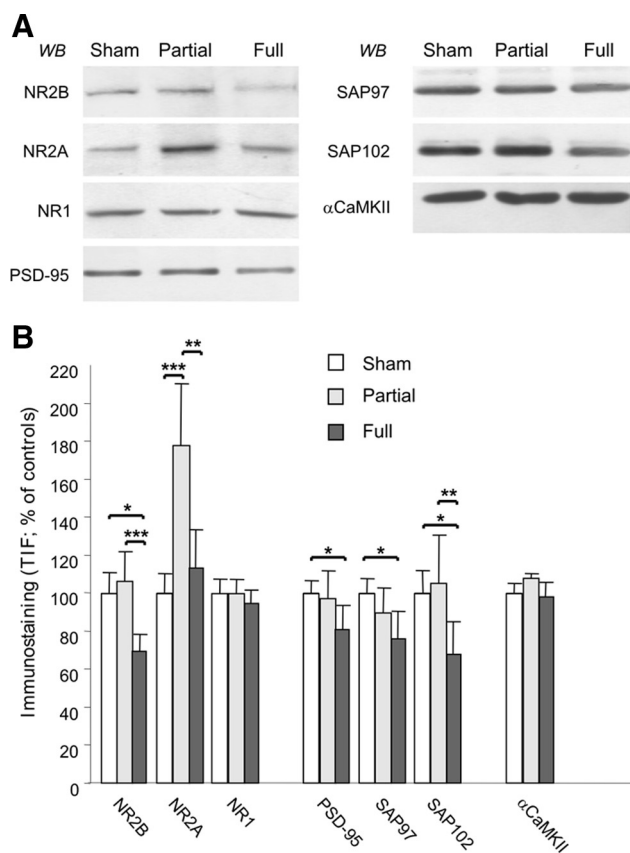 A
WB Sham Partial Full
NR2B
NR2A
NR1
PSD-95
WB Sham Partial Full
SAP97
SAP102
αCaMKII
B
Immunostaining (TIF; % of controls)
220
200
180
160
140
120
100
80
60
40
20
0
Sham
Partial
Full
* ***
*** **
*
*
* **
NR2B NR2A NR1 PSD-95 SAP97 SAP102 αCaMKII